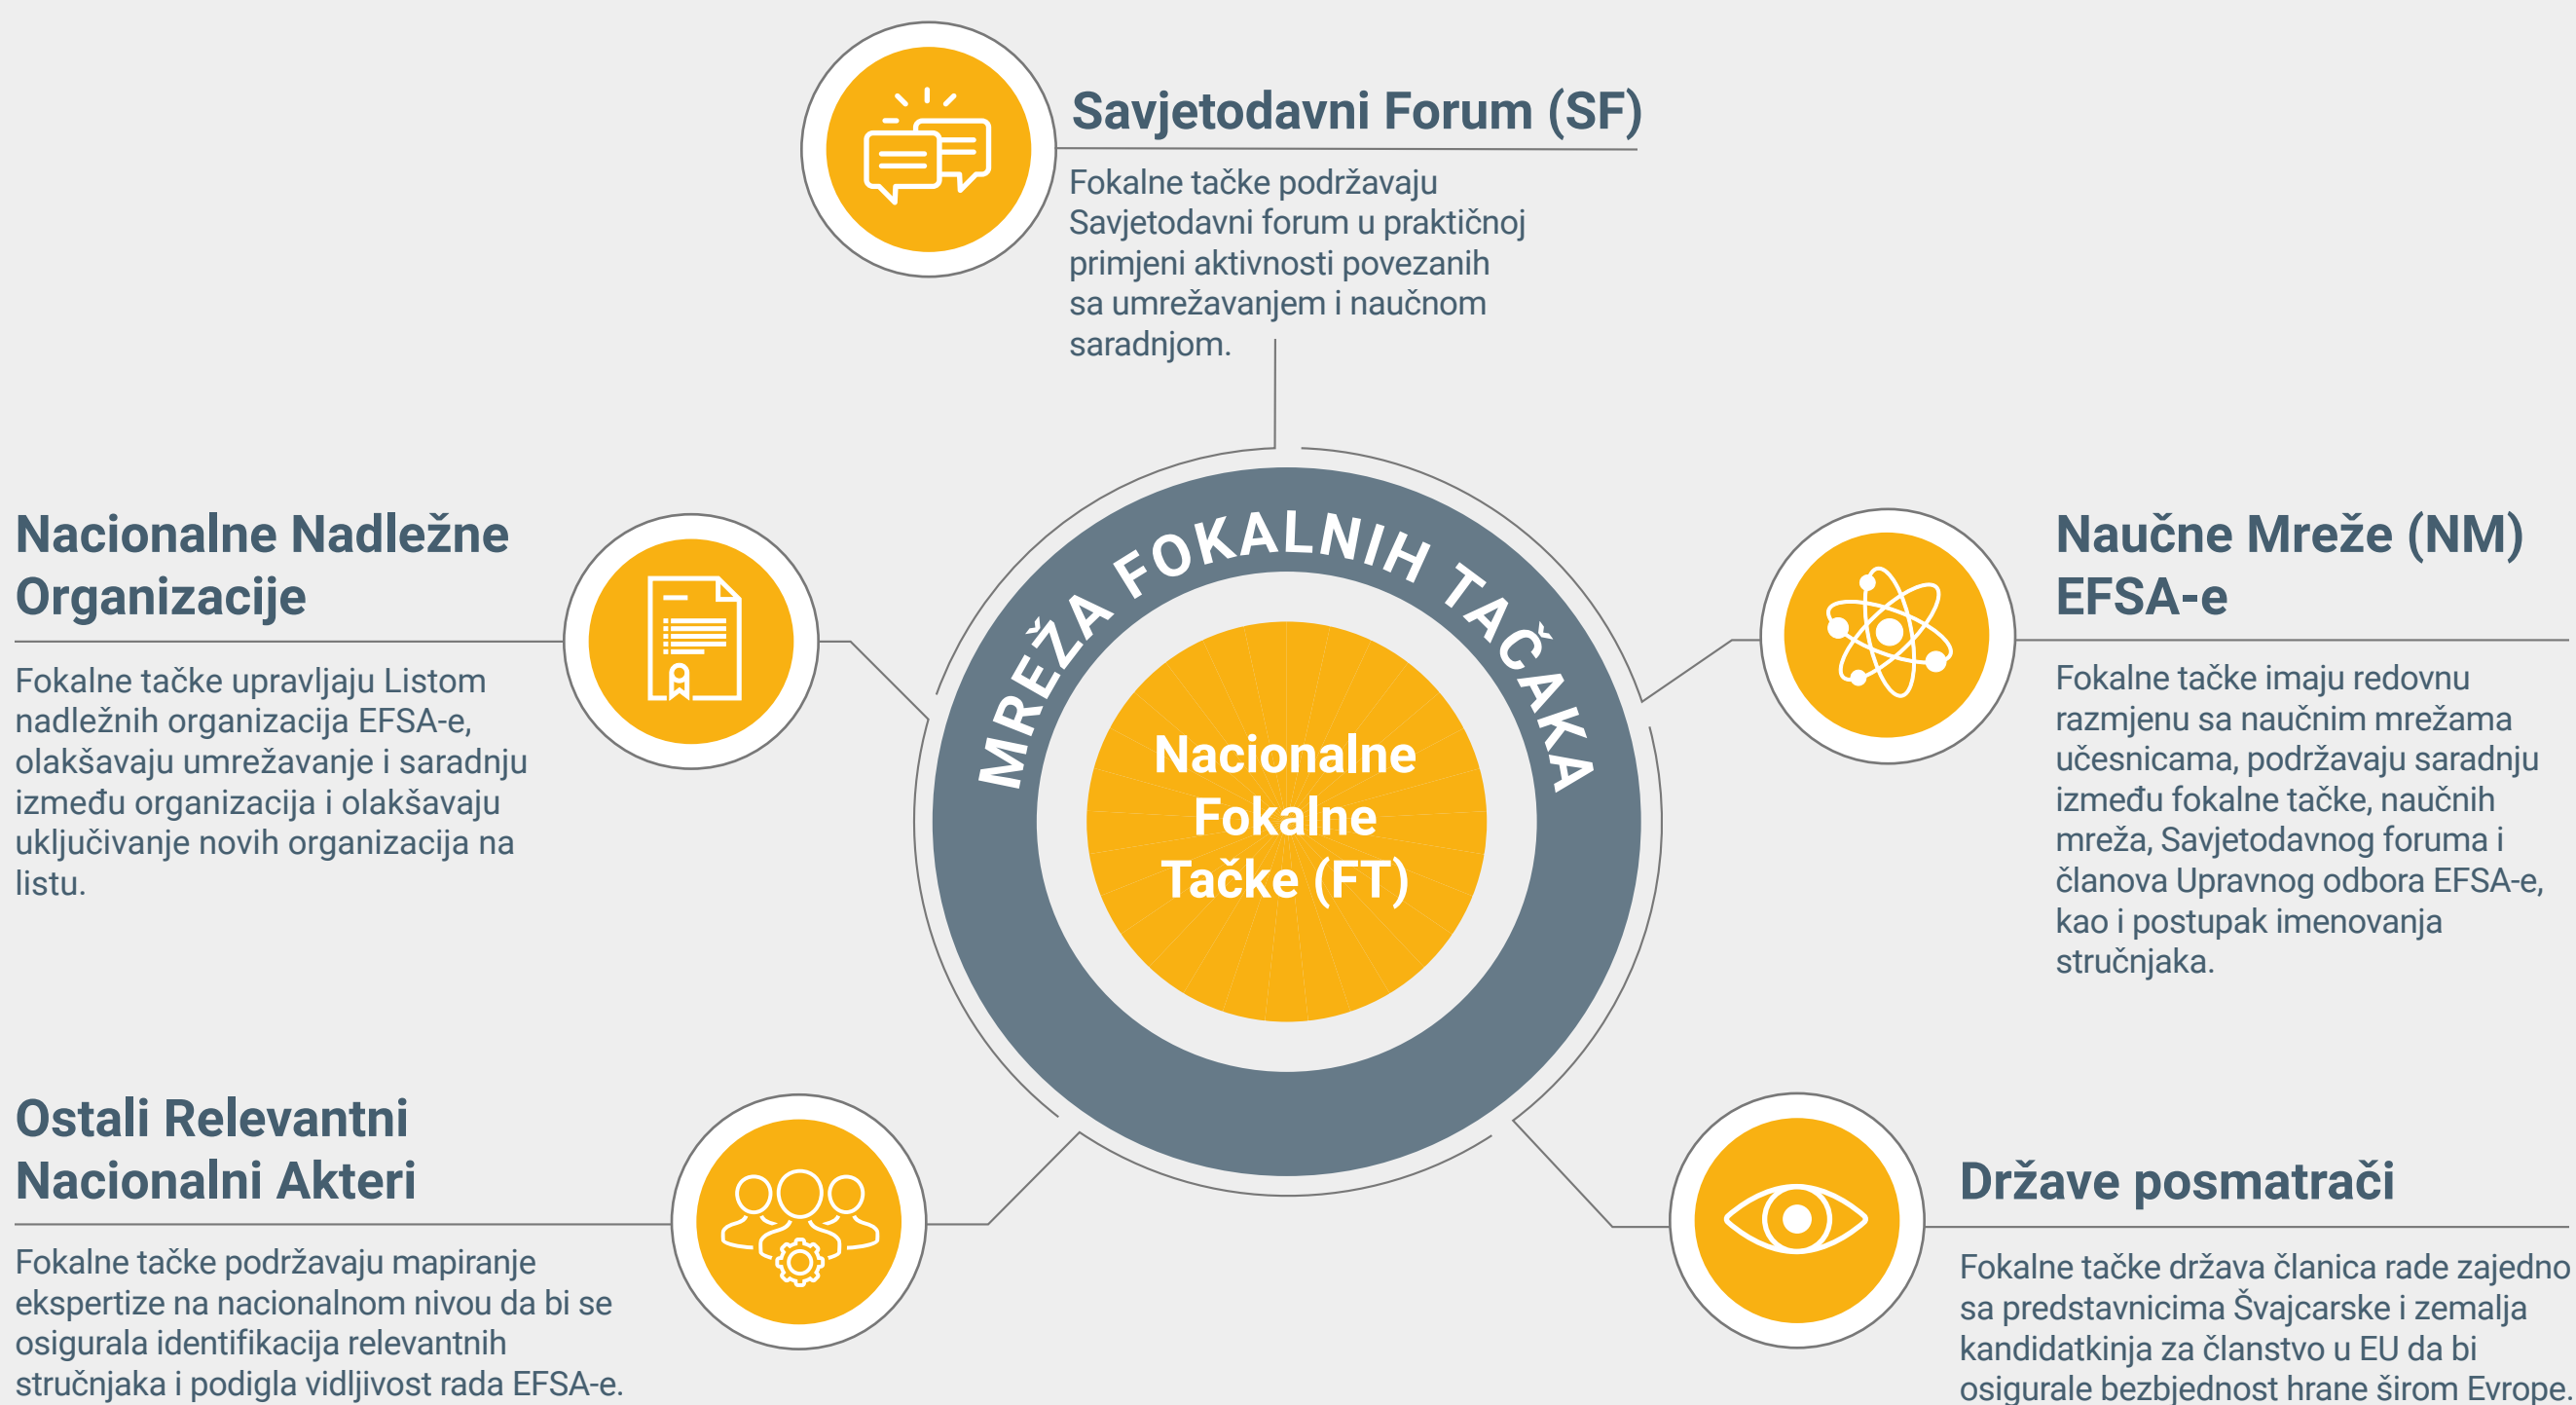 Savjetodavni Forum (SF)
Fokalne tačke podržavaju
Savjetodavni forum u praktičnoj
primjeni aktivnosti povezanih
sa umrežavanjem i naučnom
saradnjom.
Nacionalne Nadležne
Organizacije
Fokalne tačke upravljaju Listom
nadležnih organizacija EFSA-e,
olakšavaju umrežavanje i saradnju
između organizacija i olakšavaju
uključivanje novih organizacija na
listu.
MREŽA FOKALNIH TAČAKA
Nacionalne
Fokalne
Tačke (FT)
Naučne Mreže (NM)
EFSA-e
Fokalne tačke imaju redovnu
razmjenu sa naučnim mrežama
učesnicama, podržavaju saradnju
između fokalne tačke, naučnih
mreža, Savjetodavnog foruma i
članova Upravnog odbora EFSA-e,
kao i postupak imenovanja
stručnjaka.
Ostali Relevantni
Nacionalni Akteri
Fokalne tačke podržavaju mapiranje
ekspertize na nacionalnom nivou da bi se
osigurala identifikacija relevantnih
stručnjaka i podigla vidljivost rada EFSA-e.
Države posmatrači
Fokalne tačke država članica rade zajedno
sa predstavnicima Švajcarske i zemalja
kandidatkinja za članstvo u EU da bi
osigurale bezbjednost hrane širom Evrope.